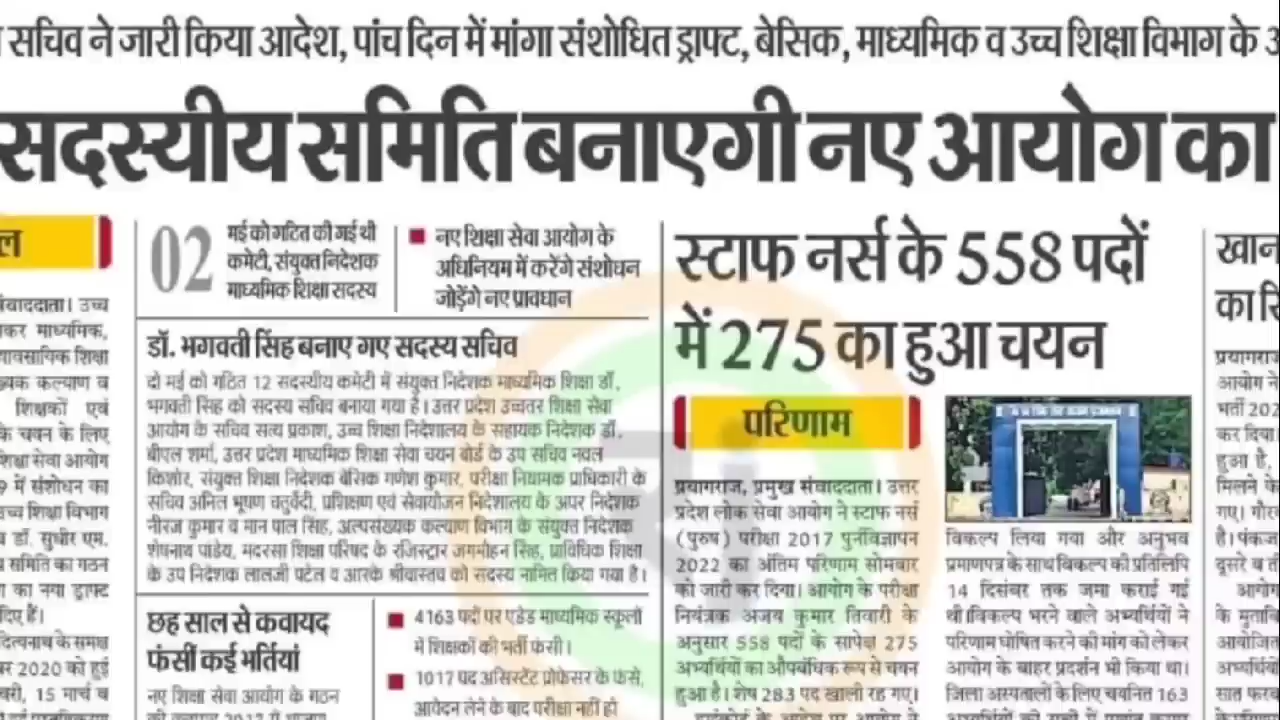 सचिव ने जारी किया आदेश, पांच दिन में मांगा संशोधित ड्राफ्ट, बेसिक, माध्यमिक व उच्च शिक्षा विभाग के
सदस्यीय समिति बनाएगी नए आयोग का
02
मई को गठित की गई थी
कमेटी, संयुक्त निदेशक
माध्यमिक शिक्षा सदस्य
नए शिक्षा सेवा आयोग के
अधिनियम में करेंगे संशोधन
जोड़ेंगे नए प्रावधान
डॉ. भगवती सिंह बनाए गए सदस्य सचिव
दो मई को गठित 12 सदस्यीय कमेटी में संयुक्त निदेशक माध्यमिक शिक्षा डॉ.
भगवती सिंह को सदस्य सचिव बनाया गया है। उत्तर प्रदेश उच्चतर शिक्षा सेवा
आयोग के सचिव सत्य प्रकाश, उच्च शिक्षा निदेशालय के सहायक निदेशक डॉ.
बीएल शर्मा, उत्तर प्रदेश माध्यमिक शिक्षा सेवा चयन बोर्ड के उप सचिव नवल
किशोर, संयुक्त शिक्षा निदेशक बेसिक गणेश कुमार, परीक्षा नियामक प्राधिकारी के
सचिव अनिल भूषण चतुर्वेदी, प्रशिक्षण एवं सेवायोजन निदेशालय के अपर निदेशक
नीरज कुमार व मान पाल सिंह, अल्पसंख्यक कल्याण विभाग के संयुक्त निदेशक
शेषनाथ पांडेय, मदरसा शिक्षा परिषद के रजिस्ट्रार जगमोहन सिंह, प्राविधिक शिक्षा
के उप निदेशक लालजी पटेल व आरके श्रीवास्तव को सदस्य नामित किया गया है।
छह साल से कवायद
फंसीं कई भर्तियां
नए शिक्षा सेवा आयोग के गठन
4163 पदों पर एडेड माध्यमिक स्कूलों
में शिक्षकों की भर्ती फंसी।
1017 पद असिस्टेंट प्रोफेसर के फंसे,
आवेदन लेने के बाद परीक्षा नहीं हो
स्टाफ नर्स के 558 पदों
में 275 का हुआ चयन
परिणाम
प्रयागराज, प्रमुख संवाददाता। उत्तर
प्रदेश लोक सेवा आयोग ने स्टाफ नर्स
(पुरुष) परीक्षा 2017 पुर्नविज्ञापन
2022 का अंतिम परिणाम सोमवार
को जारी कर दिया। आयोग के परीक्षा
नियंत्रक अजय कुमार तिवारी के
अनुसार 558 पदों के सापेक्ष 275
अभ्यर्थियों का औपबंधिक रूप से चयन
हुआ है। शेष 283 पद खाली रह गए।
विकल्प लिया गया और अनुभव
प्रमाणपत्र के साथ विकल्प की प्रतिलिपि
14 दिसंबर तक जमा कराई गई
थी। विकल्प भरने वाले अभ्यर्थियों ने
परिणाम घोषित करने की मांग को लेकर
आयोग के बाहर प्रदर्शन भी किया था।
जिला अस्पतालों के लिए चयनित 163